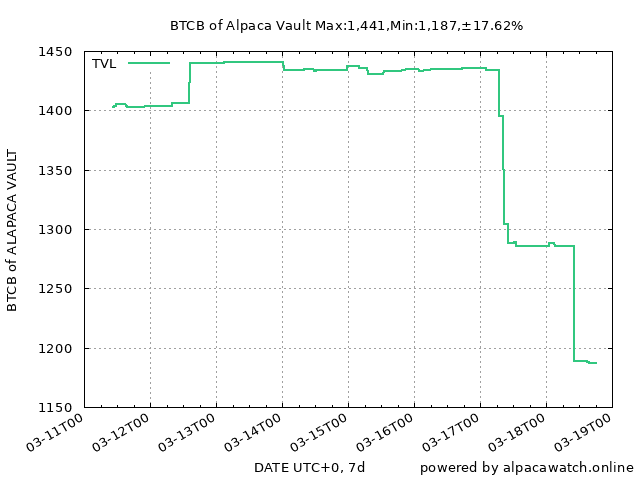 BTCB of Alpaca Vault Max:1,441,Min:1,187,±17.62%
TVL
1450
1400
1350
1300
1250
1200
1150
BTCB of ALAPACA VAULT
03-11T00
03-12T00
03-13T00
03-14T00
03-15T00
03-16T00
03-17T00
03-18T00
03-19T00
DATE UTC+0, 7d
powered by alpacawatch.online